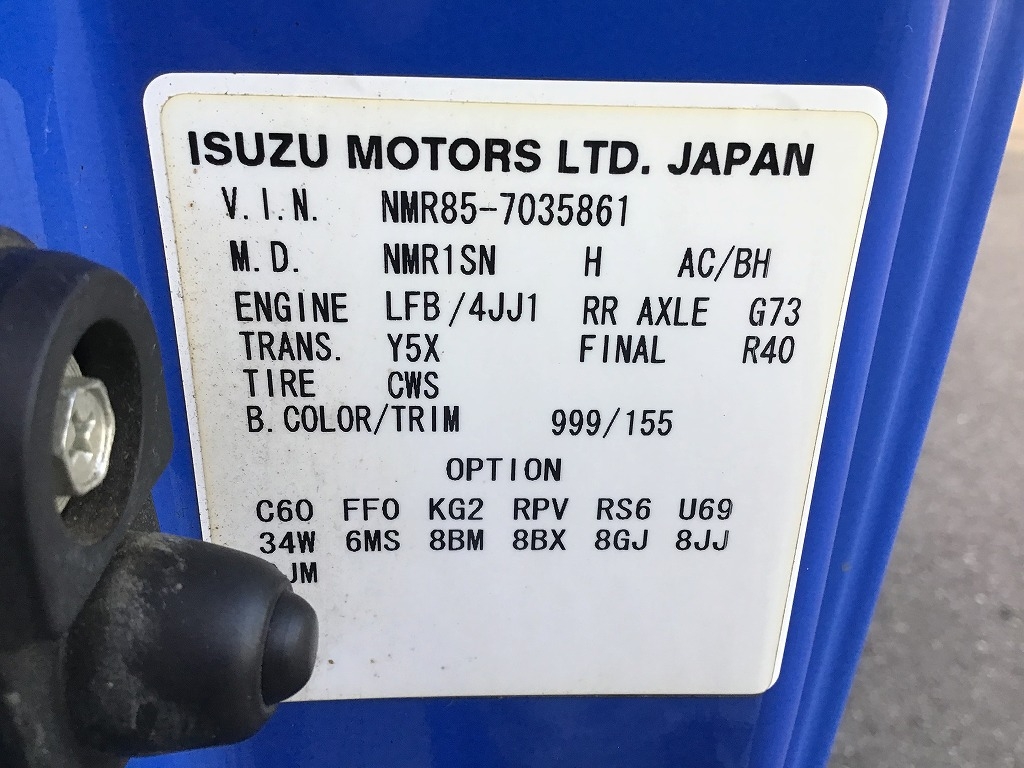 ISUZU MOTORS LTD. JAPAN
V.I.N. NMR85-7035861
M.D. NMR1SN H AC/BH
ENGINE LFB/4JJ1 RR AXLE G73
TRANS. Y5X FINAL R40
TIRE CWS
B.COLOR/TRIM 999/155
OPTION
C60 FF0 KG2 RPV RS6 U69
34W 6MS 8BM 8BX 8GJ 8JJ